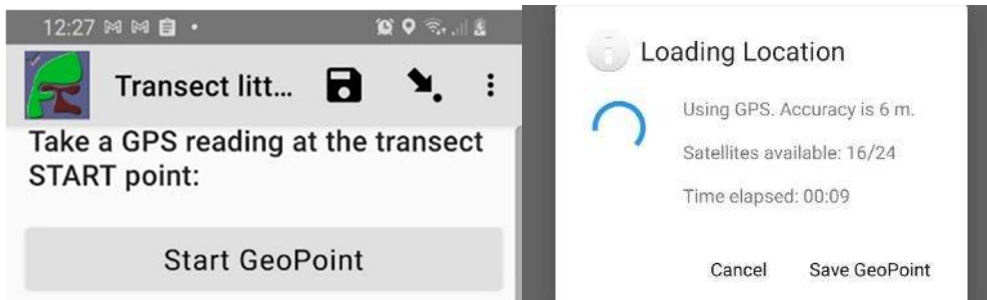 12:27
Transect litt...
Take a GPS reading at the transect
START point:
Start GeoPoint
Loading Location
Using GPS. Accuracy is 6 m.
Satellites available: 16/24
Time elapsed: 00:09
Cancel Save GeoPoint